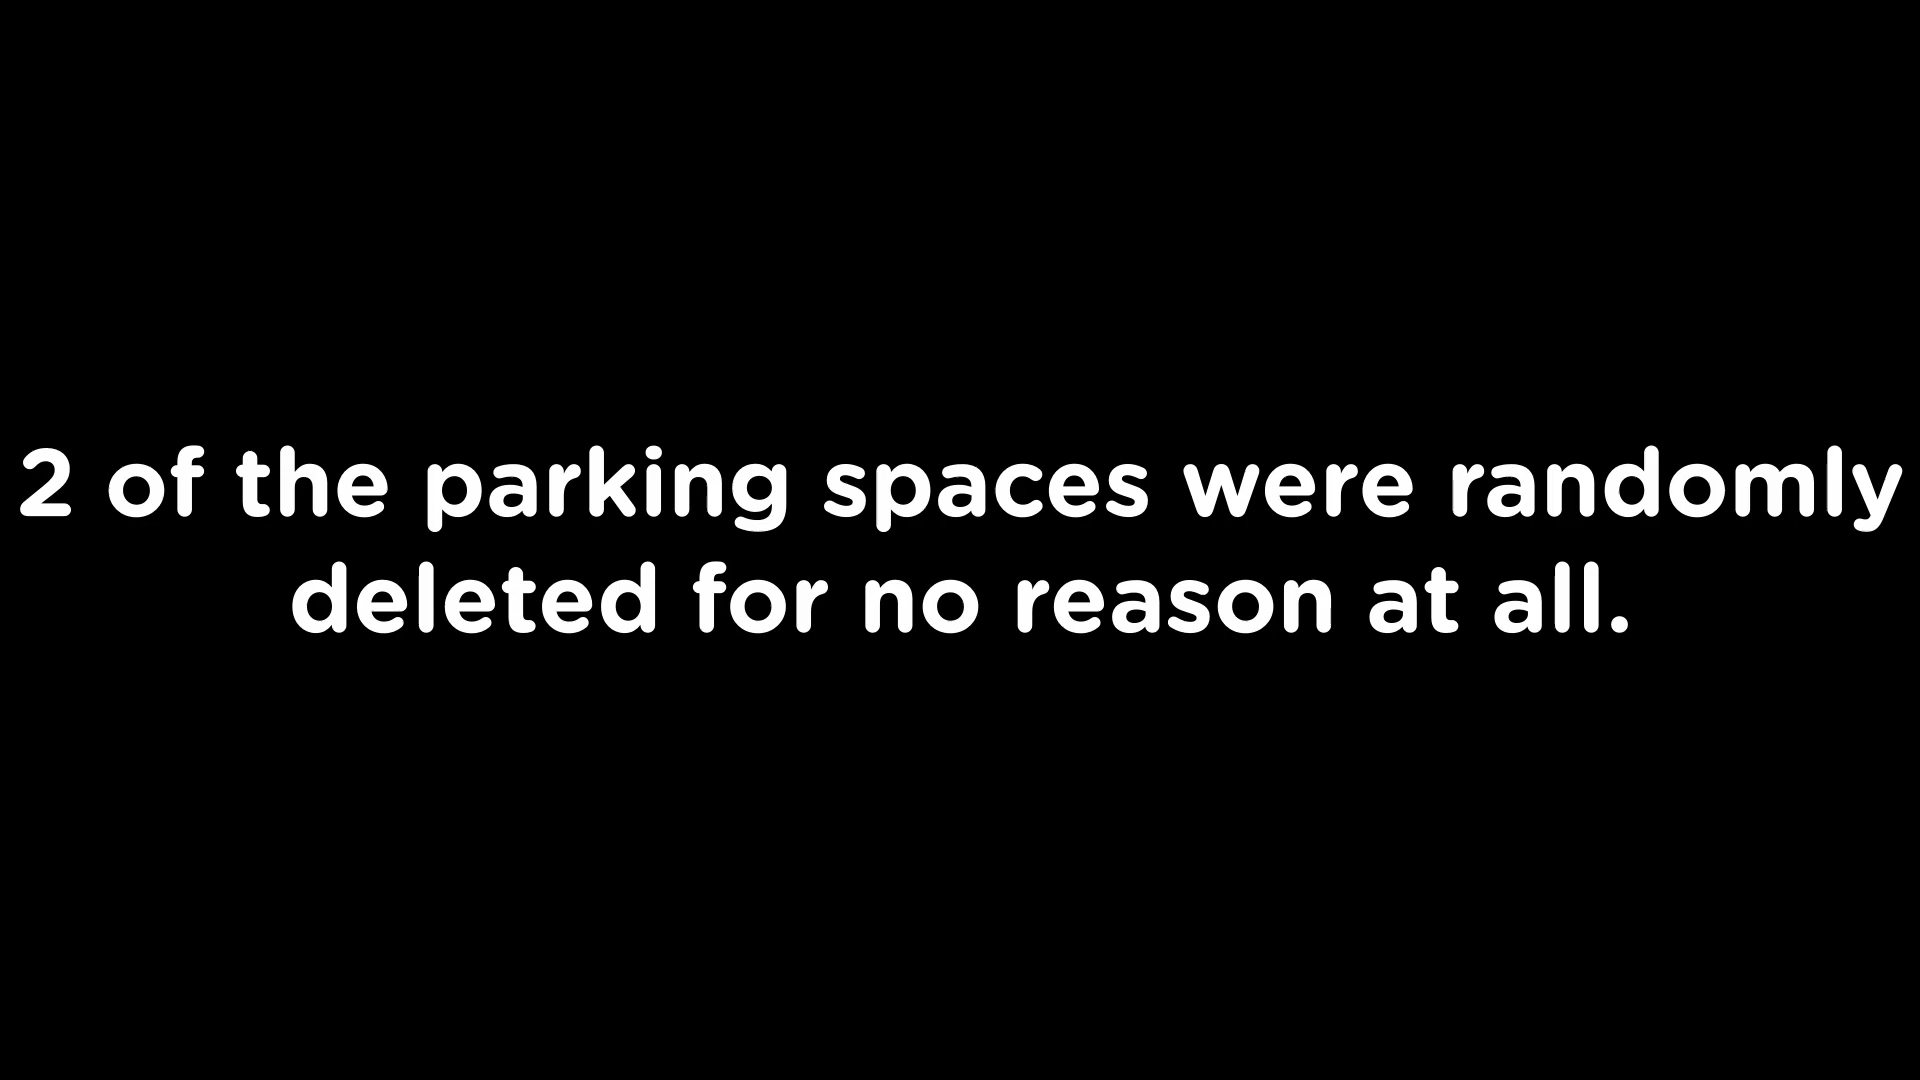 2 of the parking spaces were randomly
deleted for no reason at all.